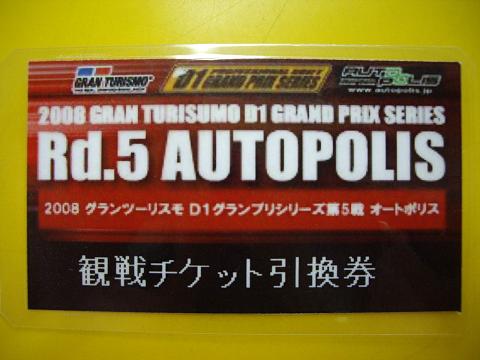 GRAN TURISMO
D1 GRAND PRIX SERIES
AUTOPOLIS
www.autopolis.jp
2008 GRAN TURISUMO D1 GRAND PRIX SERIES
Rd.5 AUTOPOLIS
2008 グランツーリスモ D1グランプリシリーズ第5戦 オートポリス
観戦チケット引換券